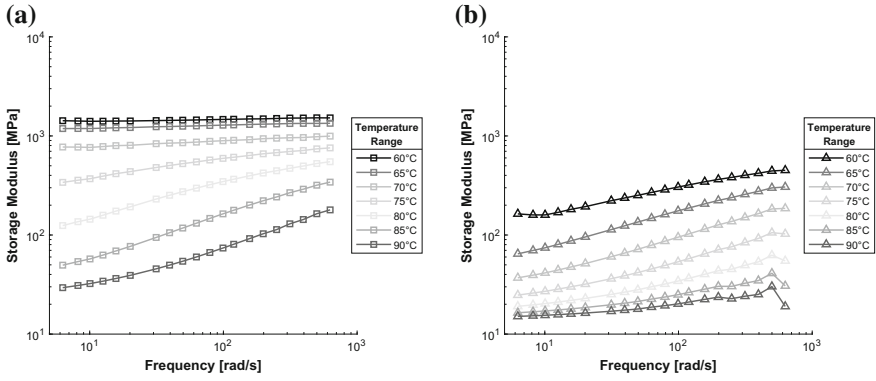 (a)
10^4
10^3
10^2
10^1
Storage Modulus [MPa]
10^1
10^2
10^3
Frequency [rad/s]
Temperature
Range
60°C
65°C
70°C
75°C
80°C
85°C
90°C
(b)
10^4
10^3
10^2
10^1
Storage Modulus [MPa]
10^1
10^2
10^3
Frequency [rad/s]
Temperature
Range
60°C
65°C
70°C
75°C
80°C
85°C
90°C